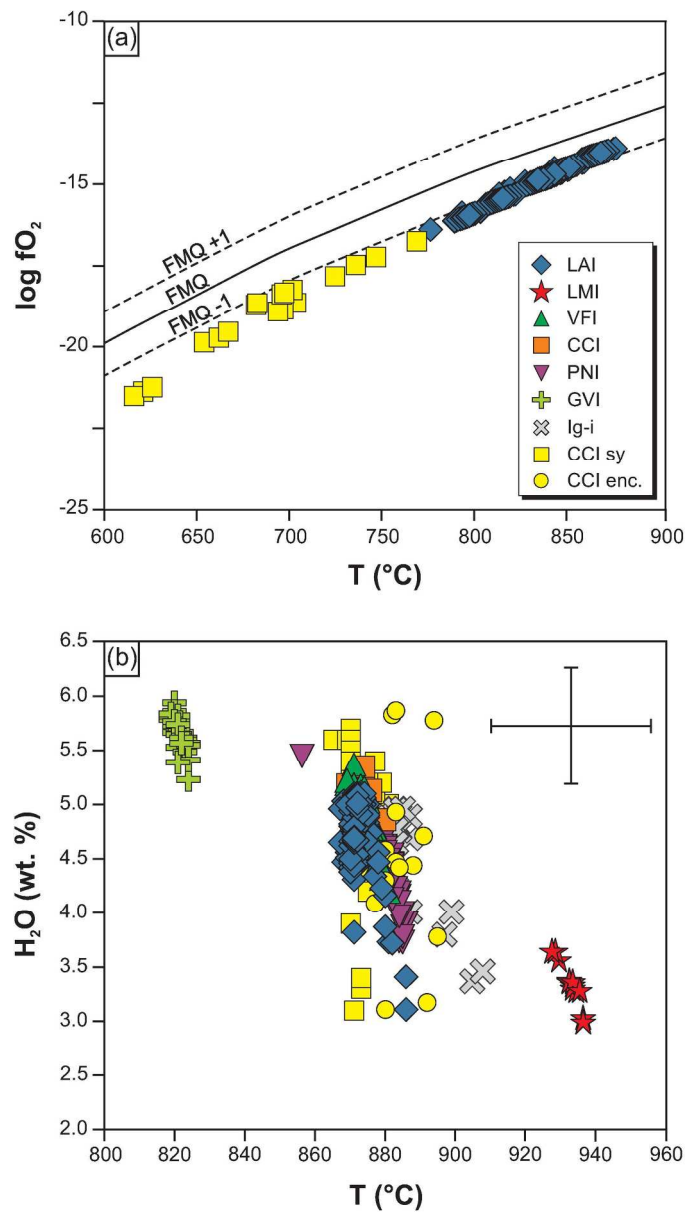 (a)
-10
-15
-20
-25
log fO₂
FMQ +1
FMQ
FMQ -1
LAI
LMI
VFI
CCI
PNI
GVI
Ig-i
CCI sy
CCI enc.
600 650 700 750 800 850 900
T (°C)
(b)
6.5
6.0
5.5
5.0
4.5
4.0
3.5
3.0
2.5
2.0
H₂O (wt. %)
800 820 840 860 880 900 920 940 960
T (°C)